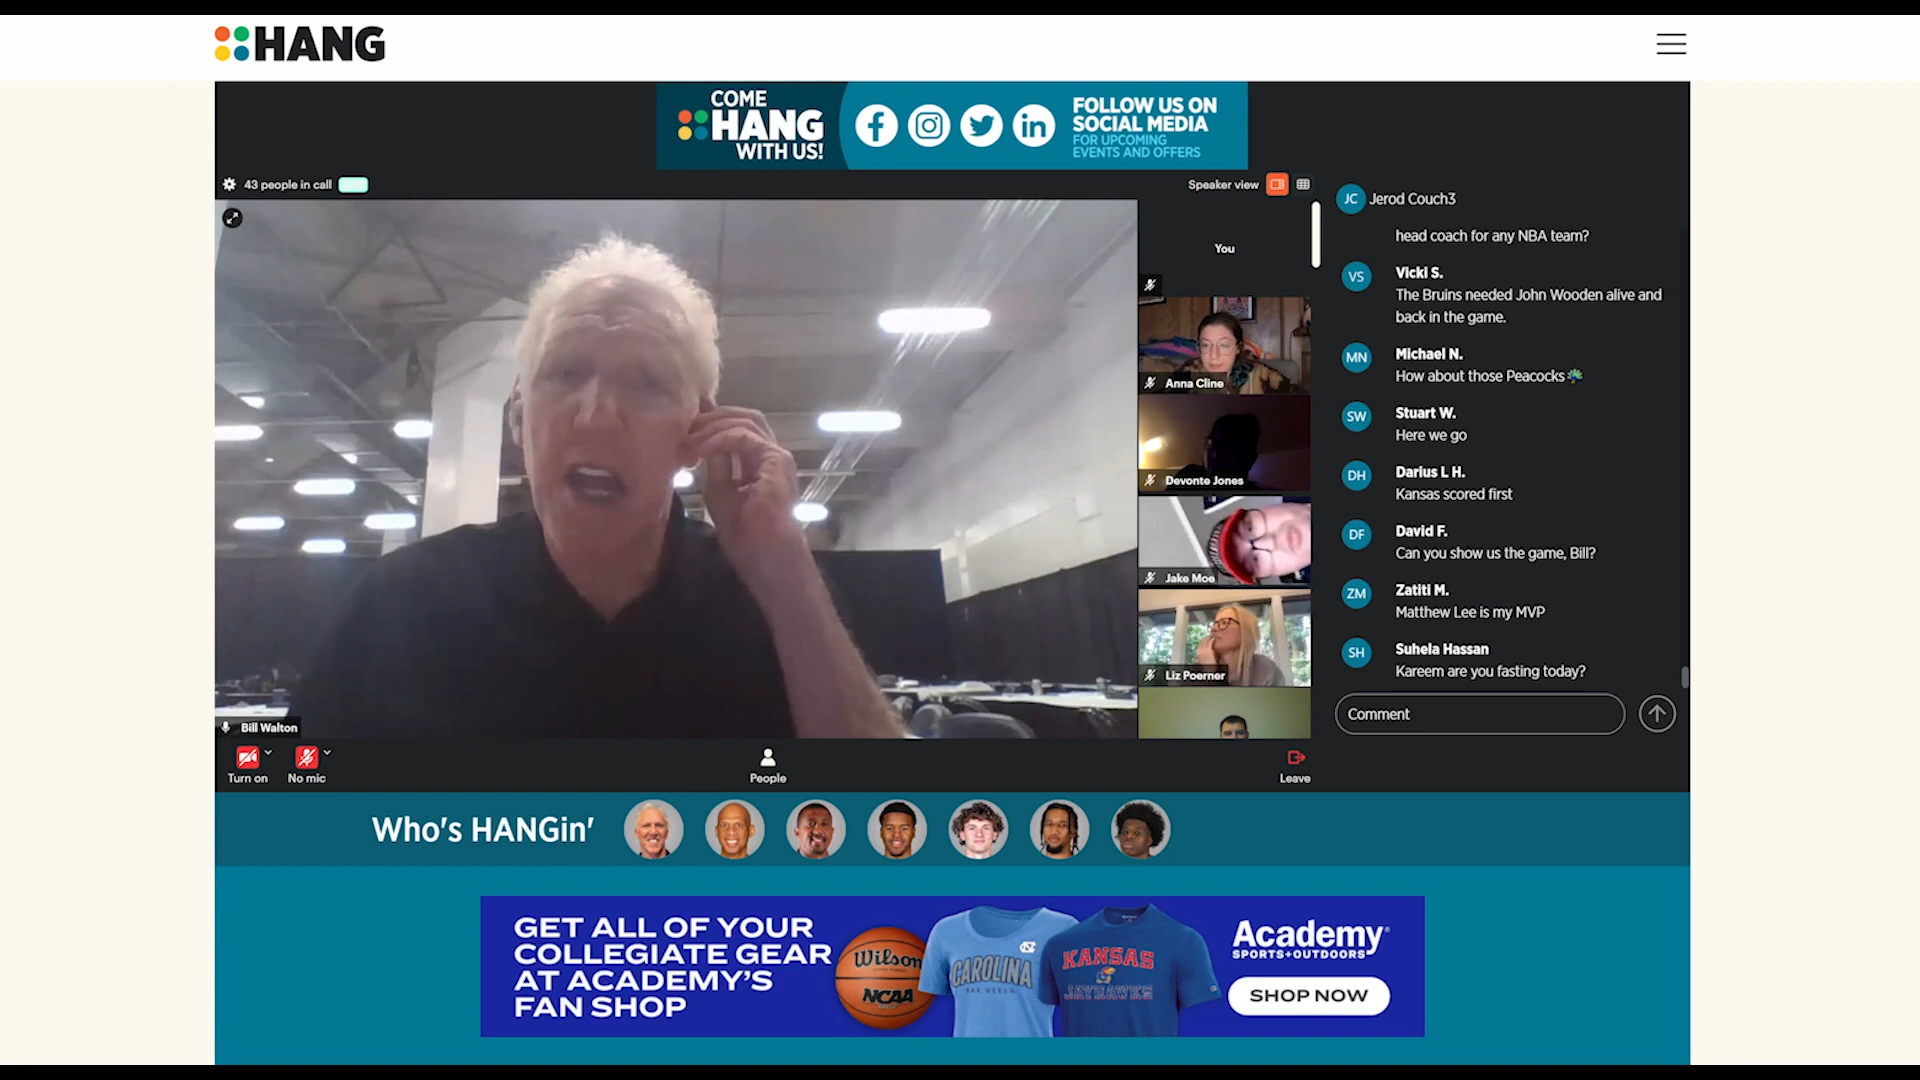 HANG
COME
HANG
WITH US!
FOLLOW US ON
SOCIAL MEDIA
FOR UPCOMING
EVENTS AND OFFERS
43 people in call
Speaker view
You
Anna Cline
Devonte Jones
Jake Moe
Liz Poerner
Bill Walton
Turn on
No mic
People
Leave
JC Jerod Couch3
head coach for any NBA team?
VS Vicki S.
The Bruins needed John Wooden alive and
back in the game.
MN Michael N.
How about those Peacocks🦚
SW Stuart W.
Here we go
DH Darius L H.
Kansas scored first
DF David F.
Can you show us the game, Bill?
ZM Zatiti M.
Matthew Lee is my MVP
SH Suhela Hassan
Kareem are you fasting today?
Comment
Who's HANGin'
GET ALL OF YOUR
COLLEGIATE GEAR
AT ACADEMY'S
FAN SHOP
Wilson
NCAA
CAROLINA
TAR HEELS
KANSAS
JAYHAWKS
Academy
SPORTS+OUTDOORS
SHOP NOW